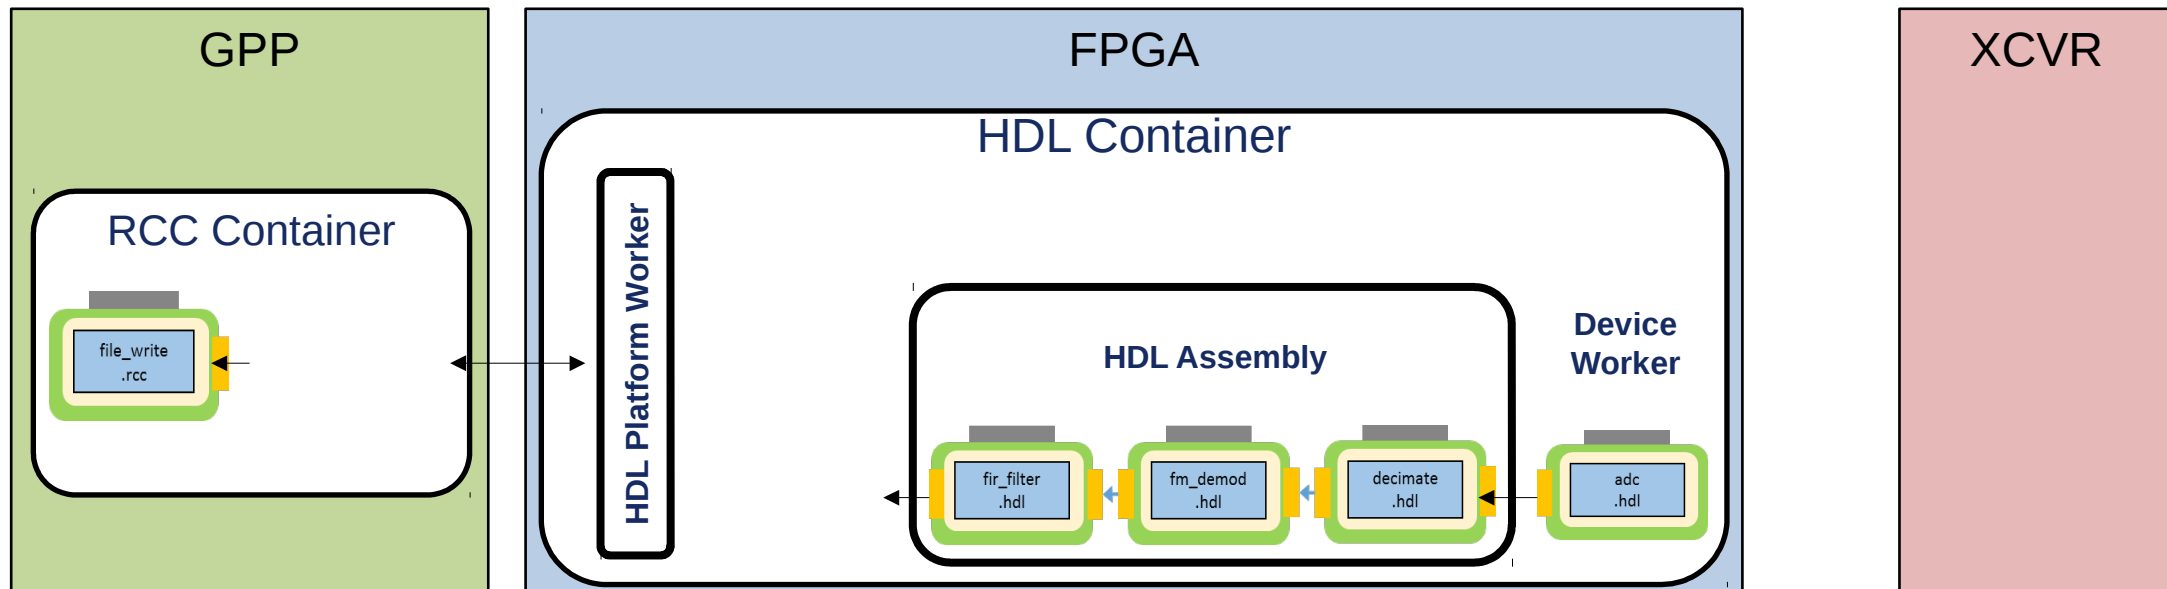 GPP
FPGA
XCVR
HDL Container
RCC Container
HDL Platform Worker
file_write
.rcc
HDL Assembly
Device
Worker
fir_filter
.hdl
fm_demod
.hdl
decimate
.hdl
adc
.hdl